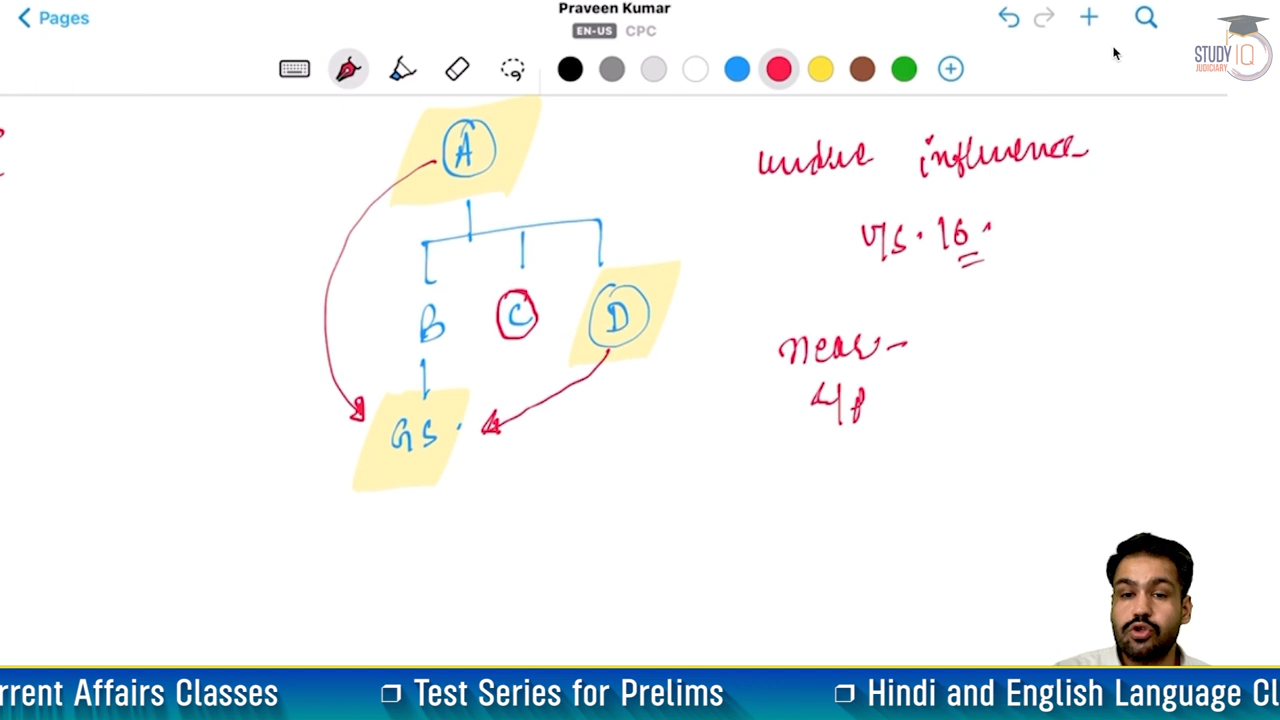 Pages
Praveen Kumar
EN-US CPC
STUDY IQ
JUDICIARY
A
undue influence
u/s. 16.
B
C
D
near
GS.
rrent Affairs Classes
Test Series for Prelims
Hindi and English Language Cl